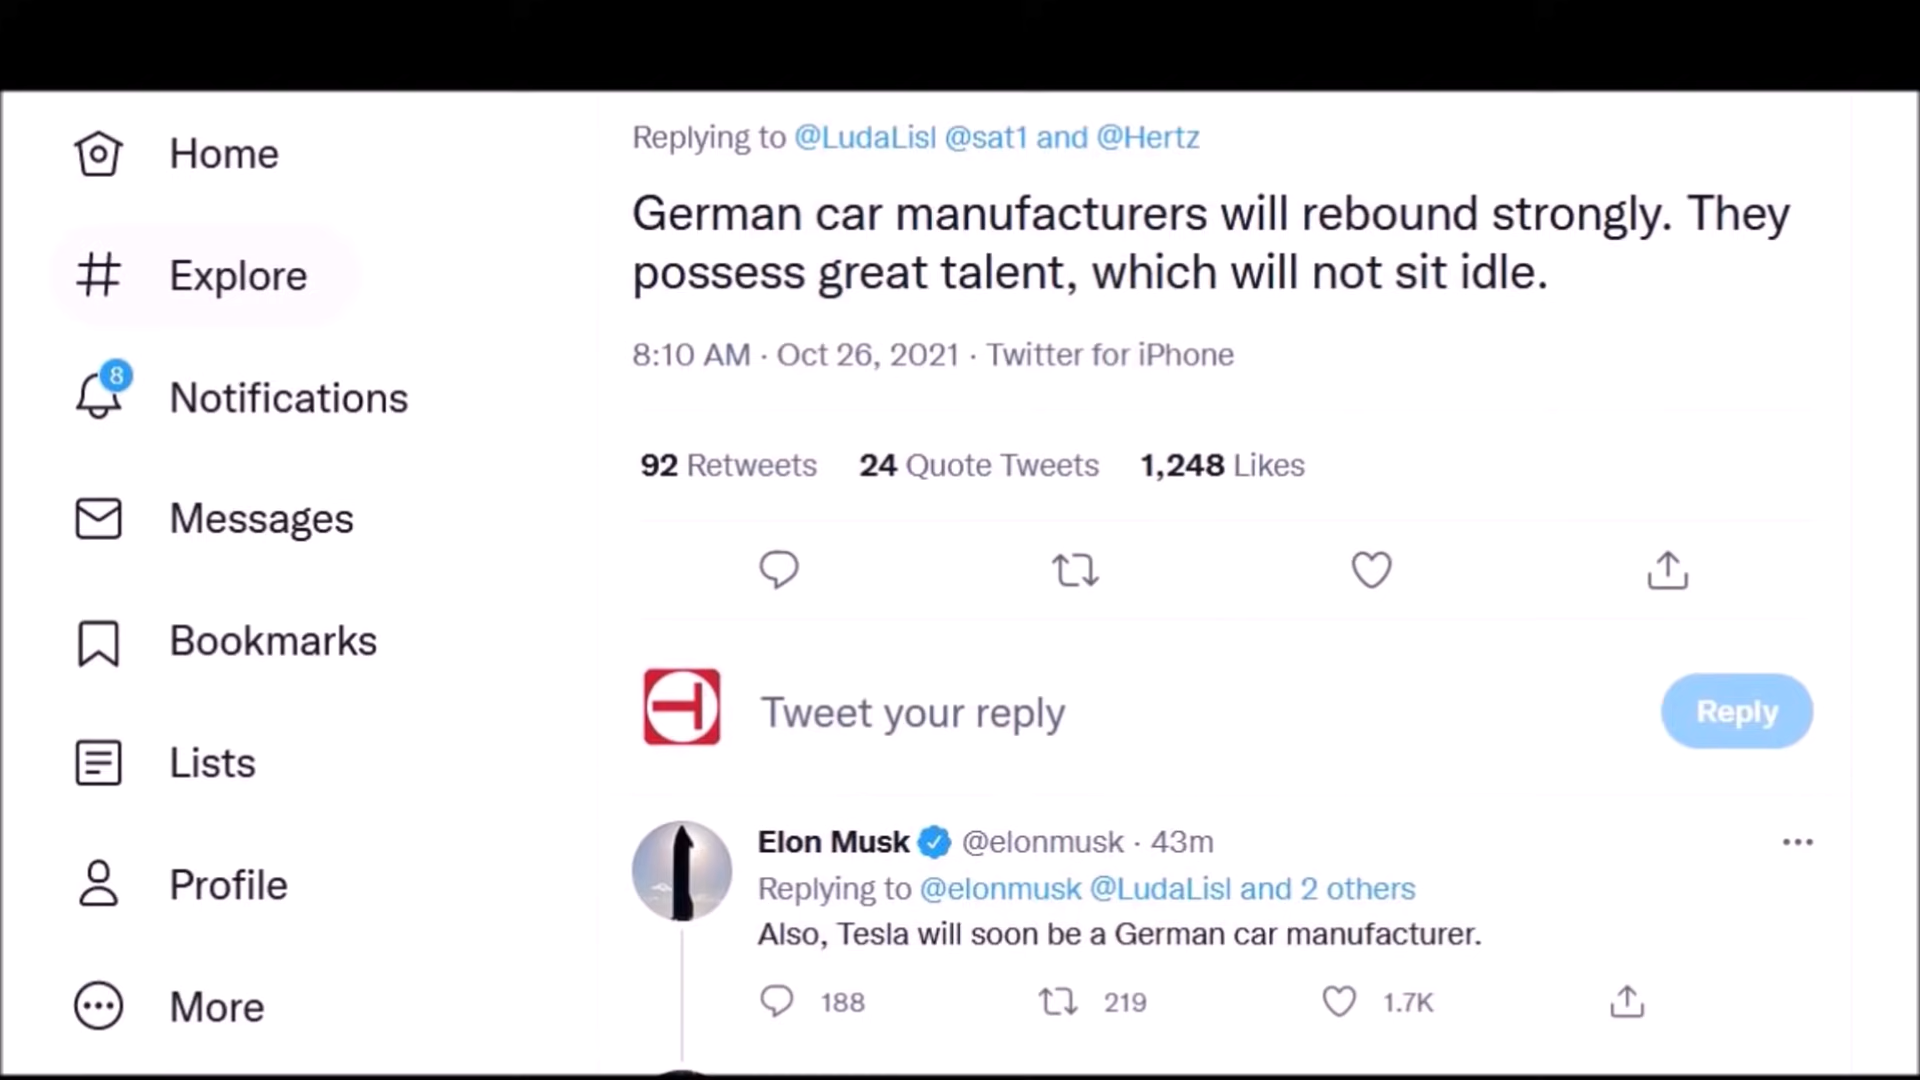 Home
Explore
8
Notifications
Messages
Bookmarks
Lists
Profile
More
Replying to @LudaLisl @sat1 and @Hertz
German car manufacturers will rebound strongly. They
possess great talent, which will not sit idle.
8:10 AM · Oct 26, 2021 · Twitter for iPhone
92 Retweets 24 Quote Tweets 1,248 Likes
Tweet your reply
Reply
Elon Musk @elonmusk · 43m
Replying to @elonmusk @LudaLisl and 2 others
Also, Tesla will soon be a German car manufacturer.
188 219 1.7K